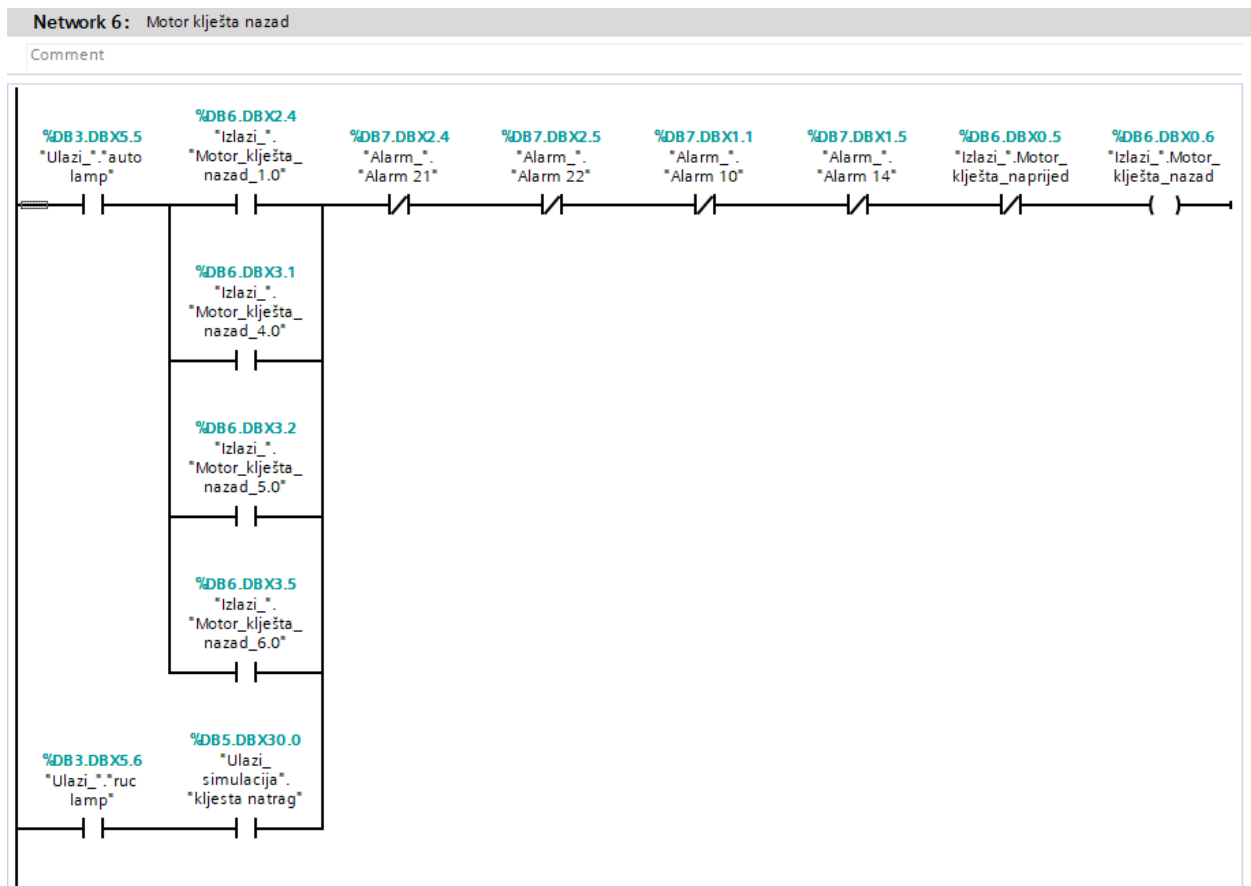 Network 6: Motor klješta nazad
Comment
%DB3.DBX5.5
"Ulazi_"."auto
lamp"
%DB6.DBX2.4
"Izlazi_".
"Motor_klješta_
nazad_1.0"
%DB7.DBX2.4
"Alarm_".
"Alarm 21"
%DB7.DBX2.5
"Alarm_".
"Alarm 22"
%DB7.DBX1.1
"Alarm_".
"Alarm 10"
%DB7.DBX1.5
"Alarm_".
"Alarm 14"
%DB6.DBX0.5
"Izlazi_".Motor_
klješta_naprijed
%DB6.DBX0.6
"Izlazi_".Motor_
klješta_nazad
%DB6.DBX3.1
"Izlazi_".
"Motor_klješta_
nazad_4.0"
%DB6.DBX3.2
"Izlazi_".
"Motor_klješta_
nazad_5.0"
%DB6.DBX3.5
"Izlazi_".
"Motor_klješta_
nazad_6.0"
%DB3.DBX5.6
"Ulazi_"."ruc
lamp"
%DB5.DBX30.0
"Ulazi_
simulacija".
"kljesta natrag"